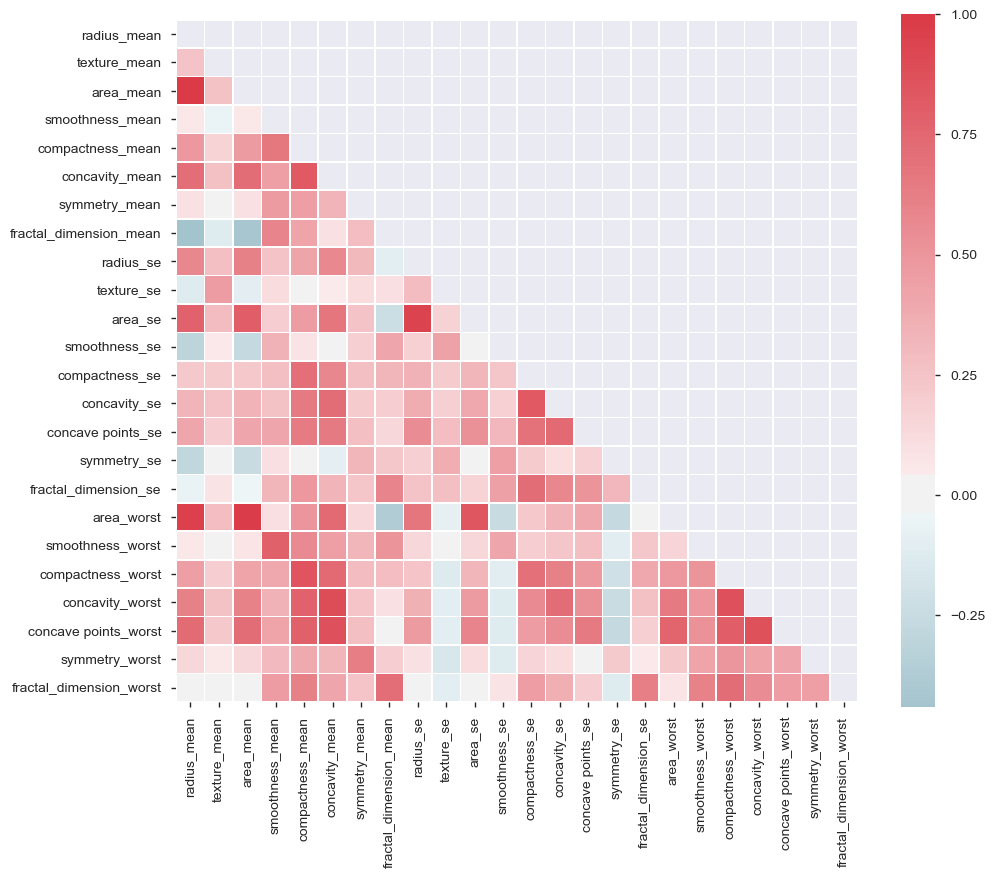 radius_mean
texture_mean
area_mean
smoothness_mean
compactness_mean
concavity_mean
symmetry_mean
fractal_dimension_mean
radius_se
texture_se
area_se
smoothness_se
compactness_se
concavity_se
concave points_se
symmetry_se
fractal_dimension_se
area_worst
smoothness_worst
compactness_worst
concavity_worst
concave points_worst
symmetry_worst
fractal_dimension_worst
radius_mean
texture_mean
area_mean
smoothness_mean
compactness_mean
concavity_mean
symmetry_mean
fractal_dimension_mean
radius_se
texture_se
area_se
smoothness_se
compactness_se
concavity_se
concave points_se
symmetry_se
fractal_dimension_se
area_worst
smoothness_worst
compactness_worst
concavity_worst
concave points_worst
symmetry_worst
fractal_dimension_worst
1.00
0.75
0.50
0.25
0.00
−0.25